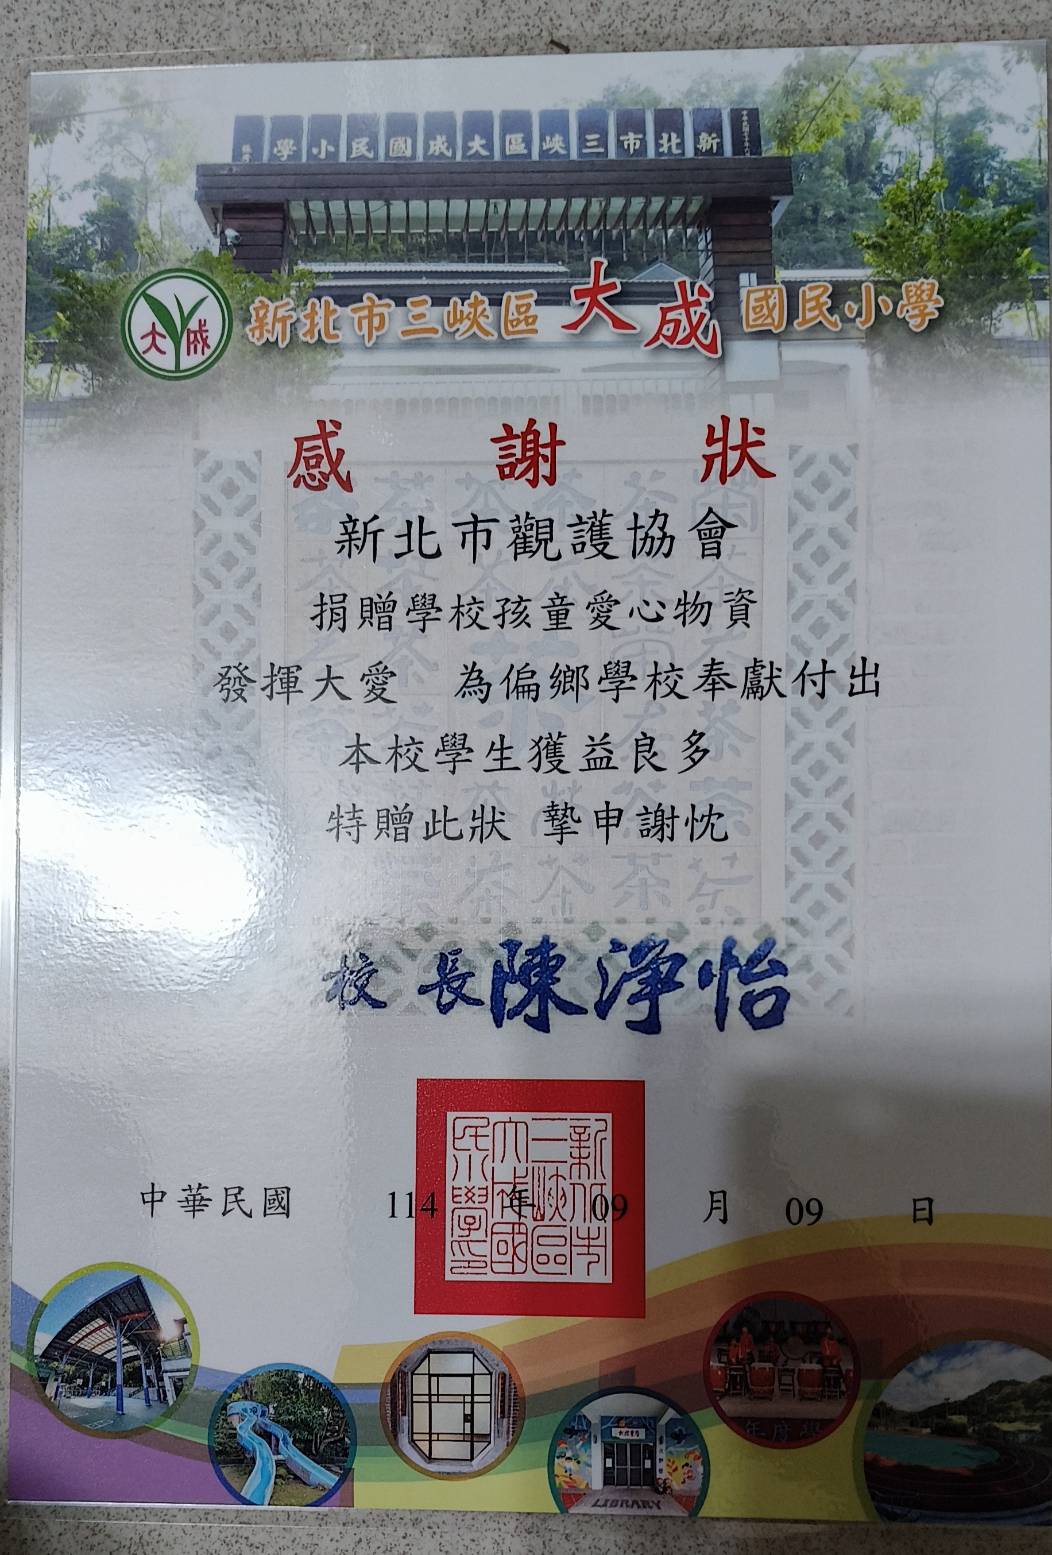 新北市三峽區大成國民小學
大成
新北市三峽區 大成 國民小學
感 謝 狀
新北市觀護協會
捐贈學校孩童愛心物資
發揮大愛 為偏鄉學校奉獻付出
本校學生獲益良多
特贈此狀 摯申謝忱
校長 陳淨怡
新北市三峽區大成國民小學印
中華民國 114 年 09 月 09 日
LIBRARY